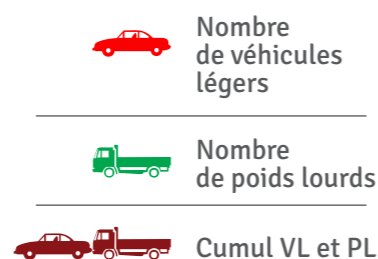 Nombre
de véhicules
légers
Nombre
de poids lourds
Cumul VL et PL